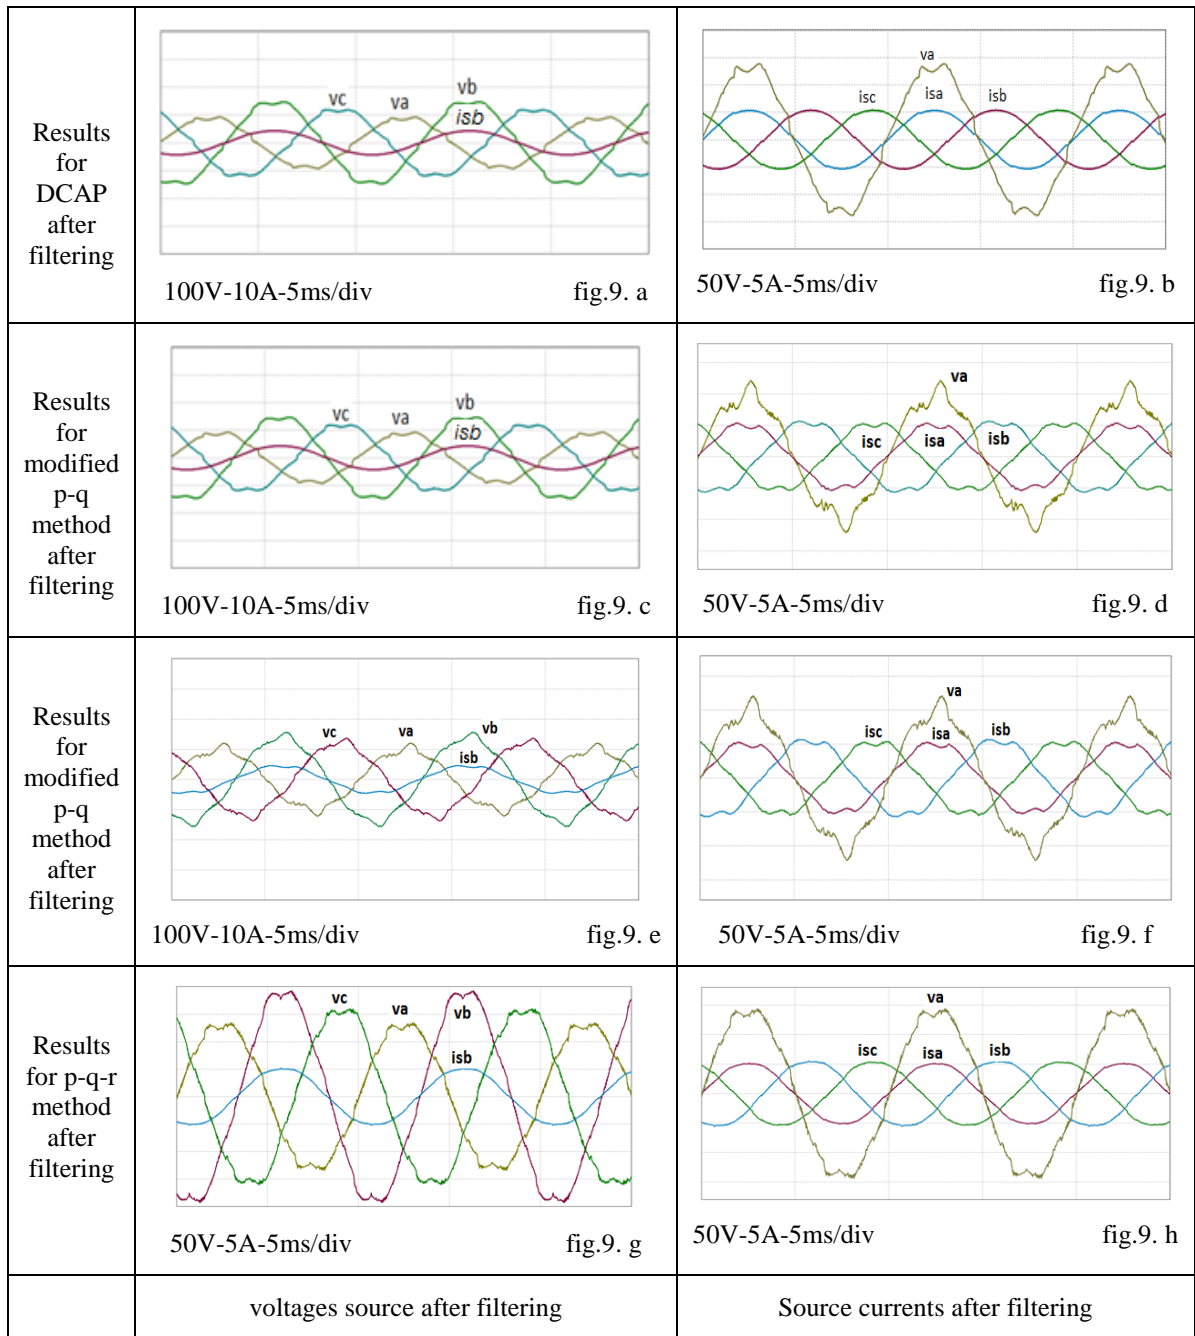 Results
for
DCAP
after
filtering
vc va vb
isb
100V-10A-5ms/div fig.9. a
va
isc isa isb
50V-5A-5ms/div fig.9. b
Results
for
modified
p-q
method
after
filtering
vc va vb
isb
100V-10A-5ms/div fig.9. c
va
isc isa isb
50V-5A-5ms/div fig.9. d
Results
for
modified
p-q
method
after
filtering
vc va vb
isb
100V-10A-5ms/div fig.9. e
va
isc isa isb
50V-5A-5ms/div fig.9. f
Results
for p-q-r
method
after
filtering
vc va vb
isb
50V-5A-5ms/div fig.9. g
va
isc isa isb
50V-5A-5ms/div fig.9. h
voltages source after filtering
Source currents after filtering